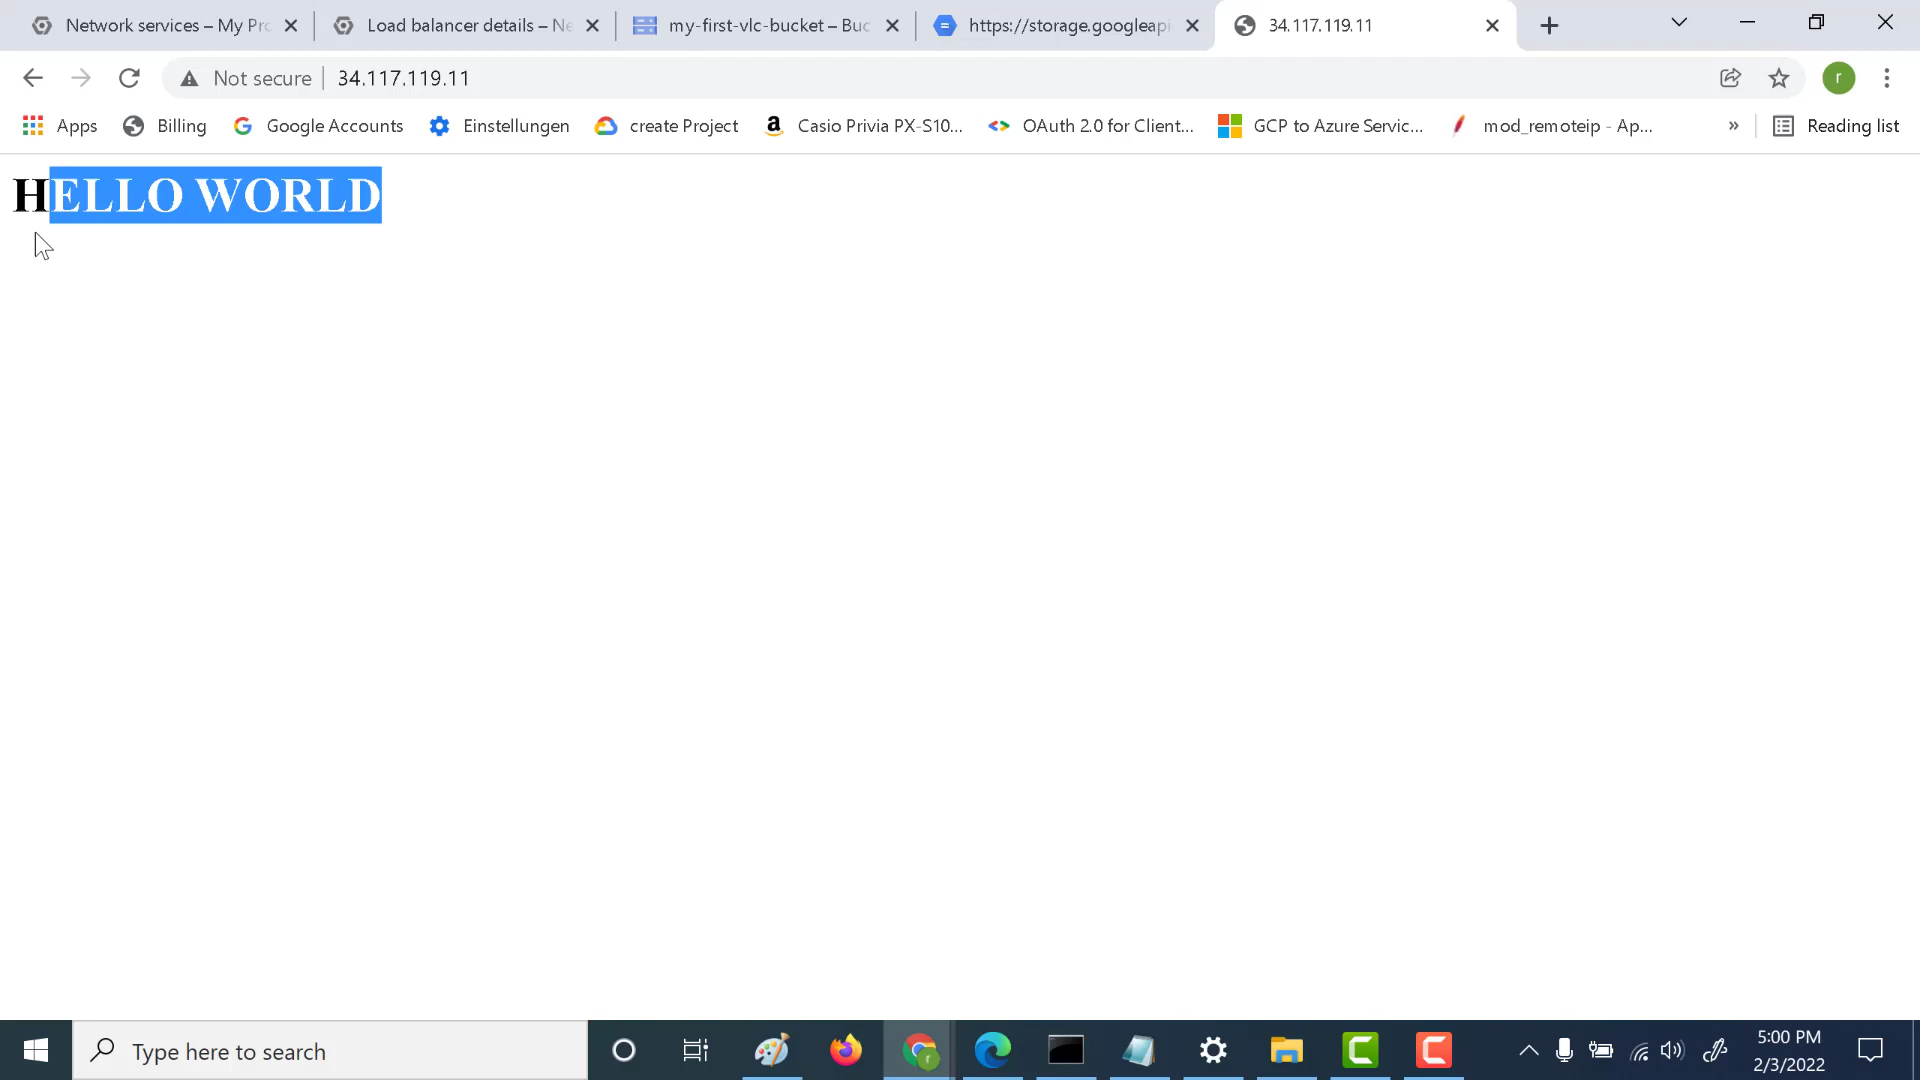 Network services – My Pro
Load balancer details – Ne
my-first-vlc-bucket – Buc
https://storage.googleapi
34.117.119.11
Not secure
34.117.119.11
r
Apps
Billing
Google Accounts
Einstellungen
create Project
Casio Privia PX-S10...
OAuth 2.0 for Client...
GCP to Azure Servic...
mod_remoteip - Ap...
»
Reading list
HELLO WORLD
Type here to search
r
5:00 PM
2/3/2022